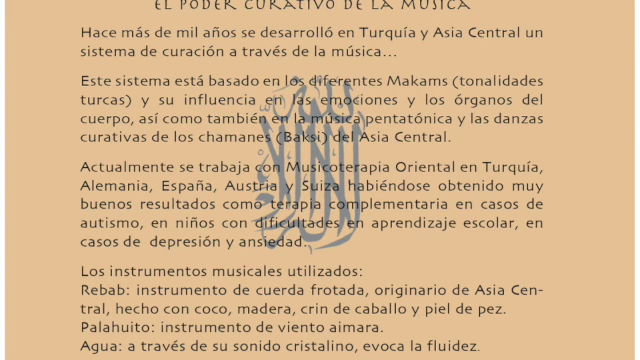 EL PODER CURATIVO DE LA MÚSICA
Hace más de mil años se desarrolló en Turquía y Asia Central un
sistema de curación a través de la música...
Este sistema está basado en los diferentes Makams (tonalidades
turcas) y su influencia en las emociones y los órganos del
cuerpo, así como también en la música pentatónica y las danzas
curativas de los chamanes (Baksi) del Asia Central.
Actualmente se trabaja con Musicoterapia Oriental en Turquía,
Alemania, España, Austria y Suiza habiéndose obtenido muy
buenos resultados como terapia complementaria en casos de
autismo, en niños con dificultades en aprendizaje escolar, en
casos de depresión y ansiedad..
Los instrumentos musicales utilizados:
Rebab: instrumento de cuerda frotada, originario de Asia Cen-
tral, hecho con coco, madera, crin de caballo y piel de pez.
Palahuito: instrumento de viento aimara.
Agua: a través de su sonido cristalino, evoca la fluidez.